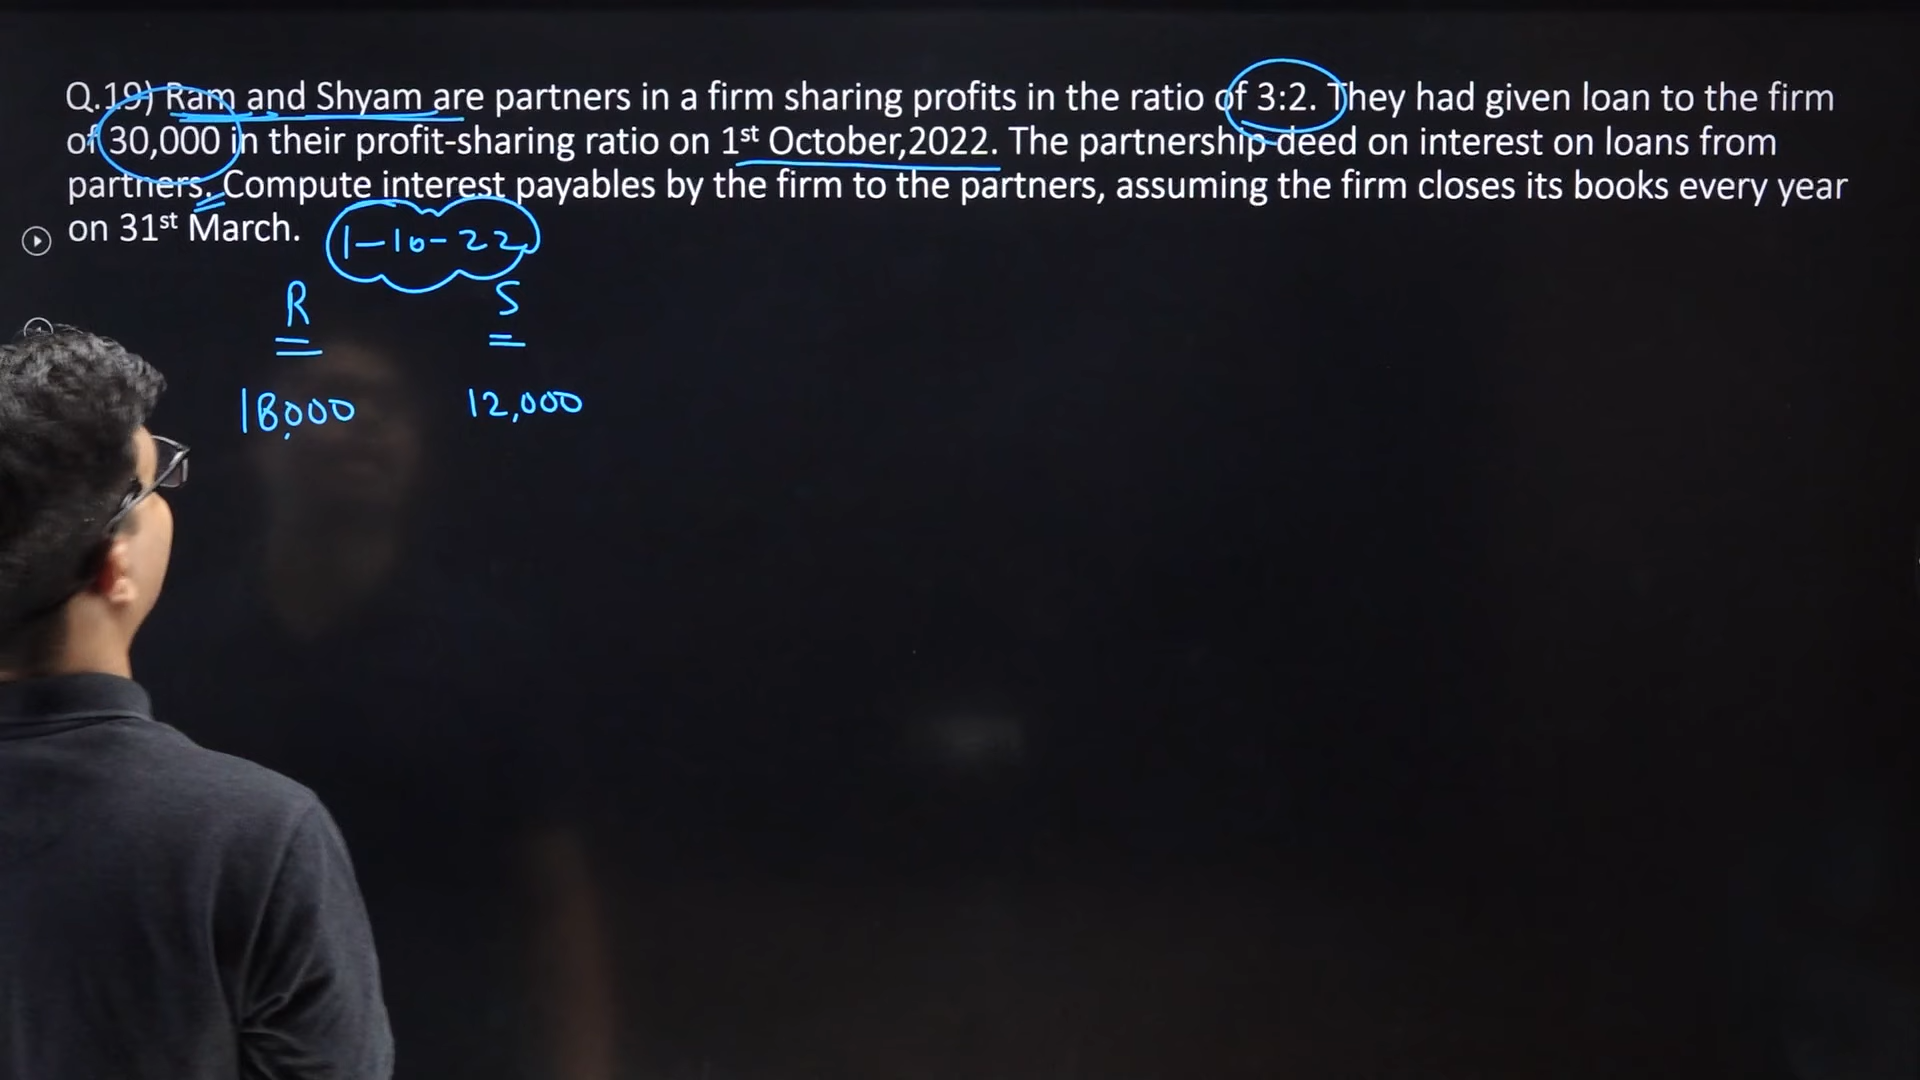 Q.19) Ram and Shyam are partners in a firm sharing profits in the ratio of 3:2. They had given loan to the firm
of 30,000 in their profit-sharing ratio on 1st October,2022. The partnership deed on interest on loans from
partners. Compute interest payables by the firm to the partners, assuming the firm closes its books every year
on 31st March.
1-10-22
R S
18,000 12,000